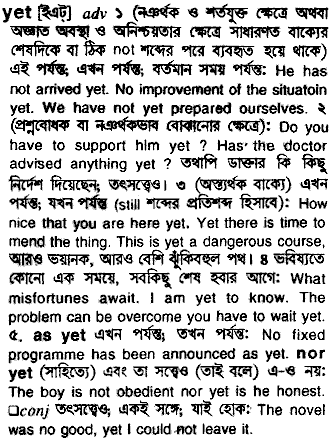 yet [ইএট্] adv ১ (নঞর্থক ও শর্তযুক্ত ক্ষেত্রে অথবা
অজ্ঞাত অবস্থা ও অনিশ্চয়তার ক্ষেত্রে সাধারণত বাক্যের
শেষদিকে বা ঠিক not শব্দের পরে ব্যবহৃত হয়ে থাকে)
এই পর্যন্ত; এখন পর্যন্ত, বর্তমান সময় পর্যন্ত: He has
not arrived yet. No improvement of the situatoin
yet. We have not yet prepared ourselves. ২
(প্রশ্নবোধক বা নঞর্থকভাব বোঝানোর ক্ষেত্রে): Do you
have to support him yet ? Has the doctor
advised anything yet ? তথাপি ডাক্তার কি কিছু
নির্দেশ দিয়েছেন; তৎসত্ত্বেও। ৩ (অস্ত্যর্থক বাক্যে) এখন
পর্যন্ত; যখন পর্যন্ত (still শব্দের প্রতিশব্দ হিসাবে): How
nice that you are here yet. Yet there is time to
mend the thing. This is yet a dangerous course,
আরও ভয়ানক, আরও বেশি ঝুঁকিবহুল পথ। ৪ ভবিষ্যতে
কোনো এক সময়ে, সবকিছু শেষ হবার আগে: What
misfortunes await. I am yet to know. The
problem can be overcome you have to wait yet.
৫. as yet এখন পর্যন্ত; তখন পর্যন্ত: No fixed
programme has been announced as yet. nor
yet (সাহিত্যে) এবং তা সত্ত্বেও (তাই বলে) এ-ও নয়:
The boy is not obedient nor yet is he honest.
□conj তৎসত্ত্বেও; একই সঙ্গে; যাই হোক: The novel
was no good, yet I could not leave it.